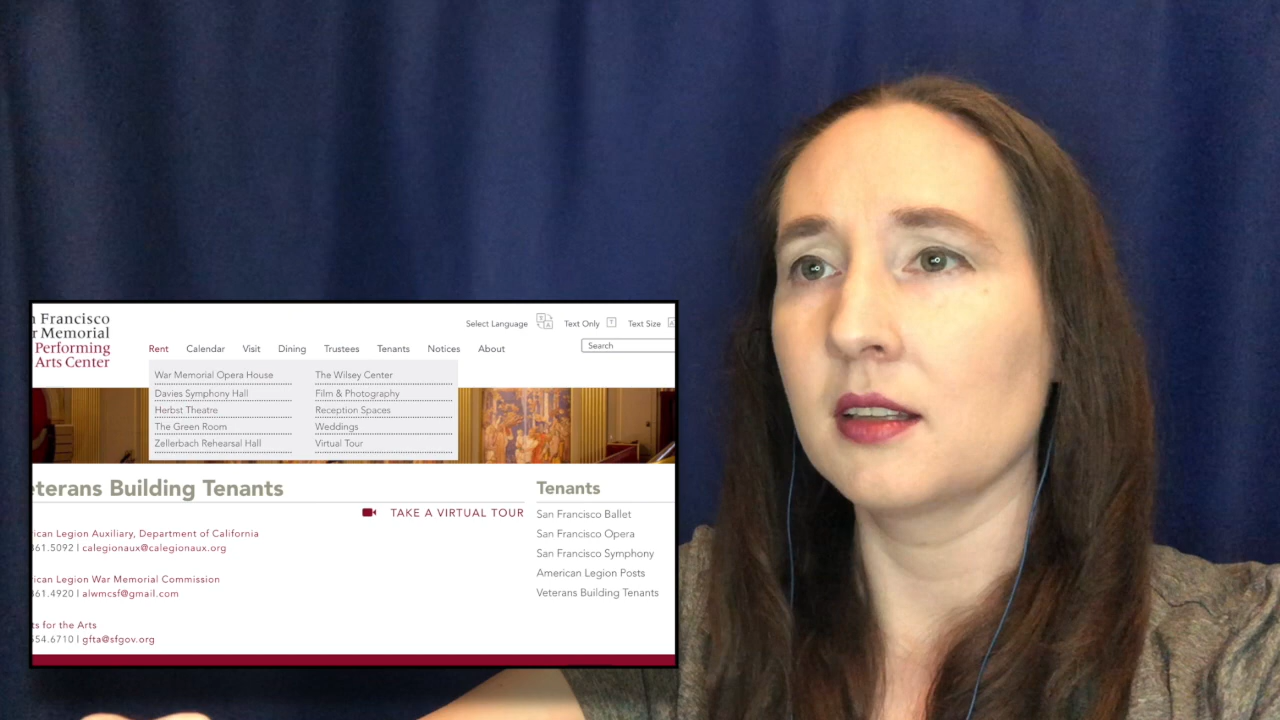 n Francisco
r Memorial
Performing
Arts Center
Select Language
Text Only
Text Size
Search
Rent Calendar Visit Dining Trustees Tenants Notices About
War Memorial Opera House
Davies Symphony Hall
Herbst Theatre
The Green Room
Zellerbach Rehearsal Hall
The Wilsey Center
Film & Photography
Reception Spaces
Weddings
Virtual Tour
eterans Building Tenants
TAKE A VIRTUAL TOUR
ican Legion Auxiliary, Department of California
361.5092 | calegionaux@calegionaux.org
ican Legion War Memorial Commission
361.4920 | alwmcsf@gmail.com
ts for the Arts
554.6710 | gfta@sfgov.org
Tenants
San Francisco Ballet
San Francisco Opera
San Francisco Symphony
American Legion Posts
Veterans Building Tenants